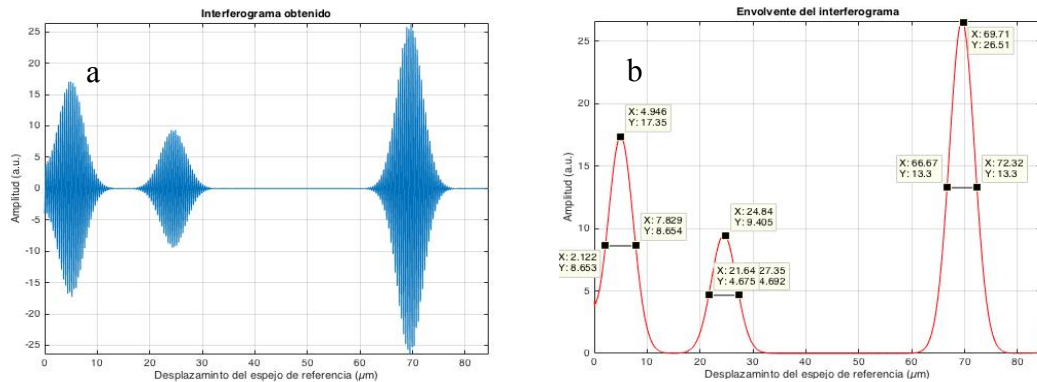 Interferograma obtenido
a
25
20
15
10
5
0
-5
-10
-15
-20
-25
Amplitud (a.u.)
0 10 20 30 40 50 60 70 80
Desplazaminto del espejo de referencia (µm)
Envolvente del interferograma
b
25
20
15
10
5
0
Amplitud (a.u.)
X: 4.946
Y: 17.35
X: 7.829
Y: 8.654
X: 2.122
Y: 8.653
X: 24.84
Y: 9.405
X: 21.64
Y: 4.675
27.35
4.692
X: 69.71
Y: 26.51
X: 66.67
Y: 13.3
X: 72.32
Y: 13.3
0 10 20 30 40 50 60 70 80
Desplazaminto del espejo de referencia (µm)